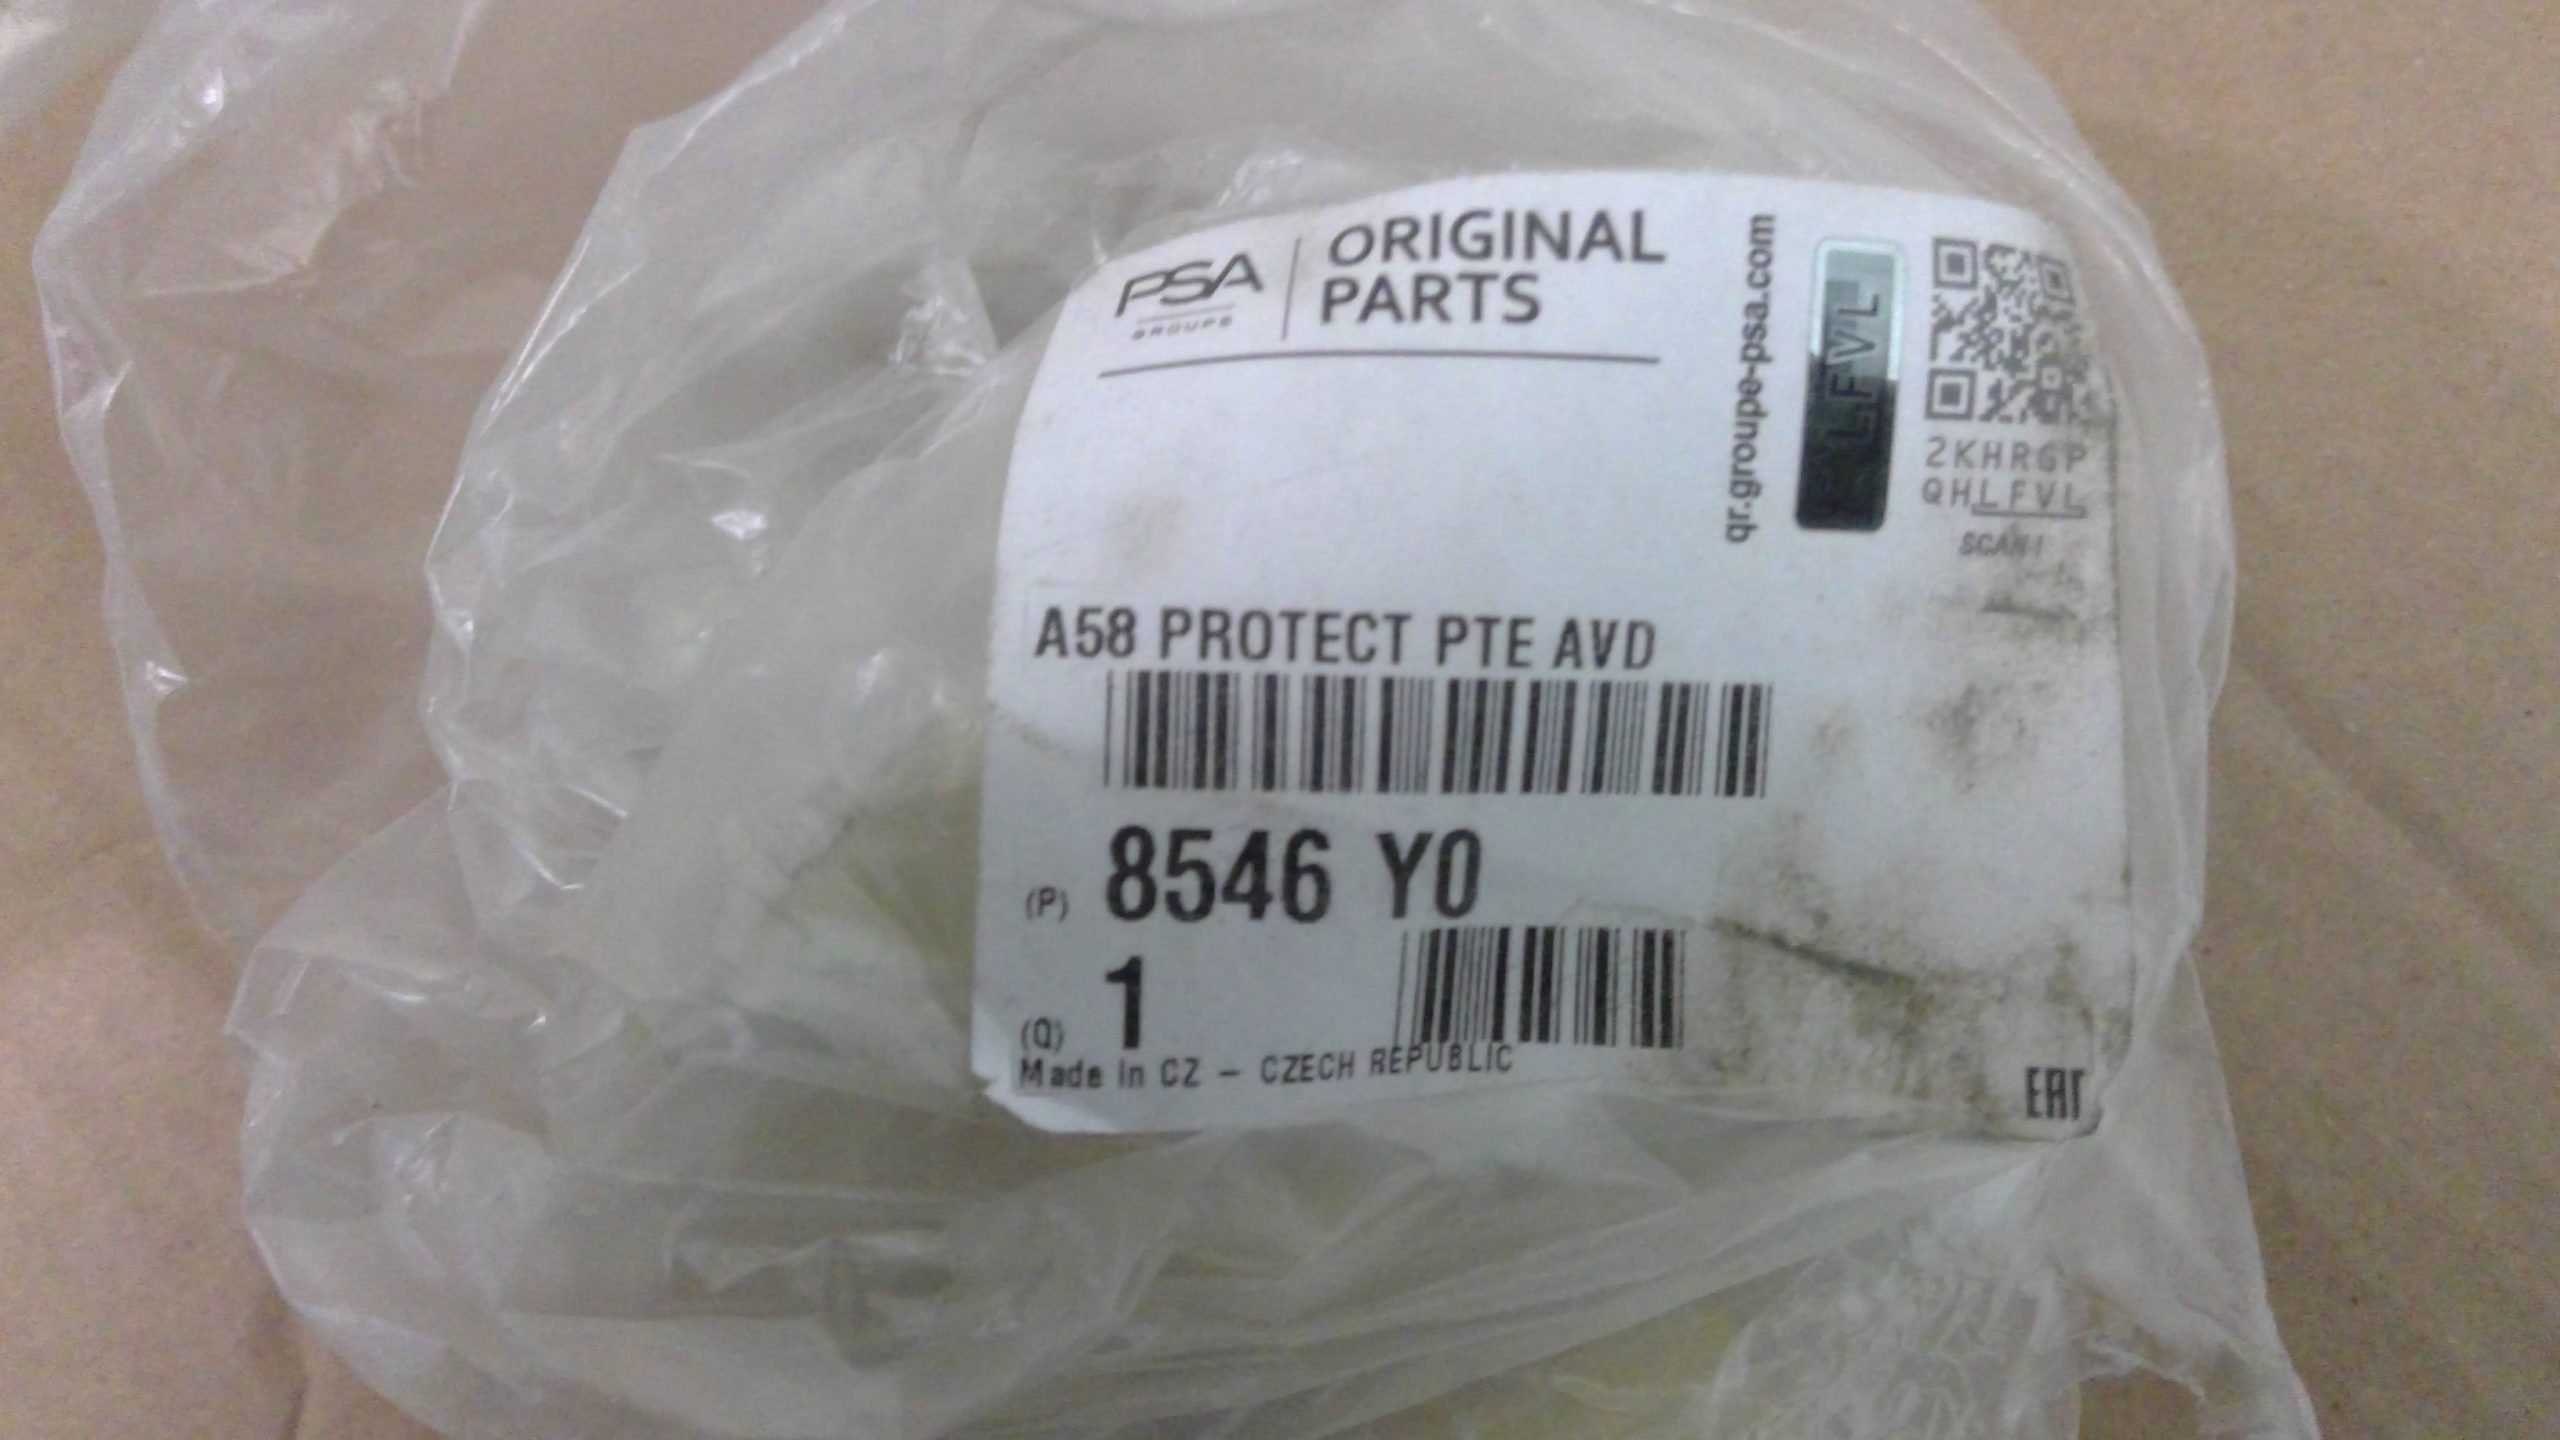 PSA
GROUPE
ORIGINAL
PARTS
qr.groupe-psa.com
LFVL
2KHRGP
QHLFVL
SCAN!
A58 PROTECT PTE AVD
(P) 8546 Y0
(Q) 1
Made in CZ – CZECH REPUBLIC
EAC